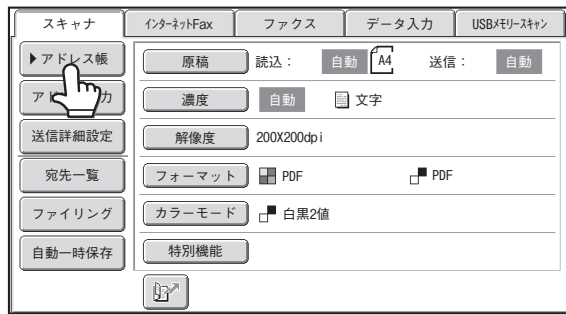 スキャナ
インターネットFax
ファクス
データ入力
USBメモリースキャン
アドレス帳
原稿
読込：
自動
A4
送信：
自動
力
濃度
自動
文字
送信詳細設定
解像度
200X200dpi
宛先一覧
フォーマット
PDF
PDF
ファイリング
カラーモード
白黒2値
自動一時保存
特別機能